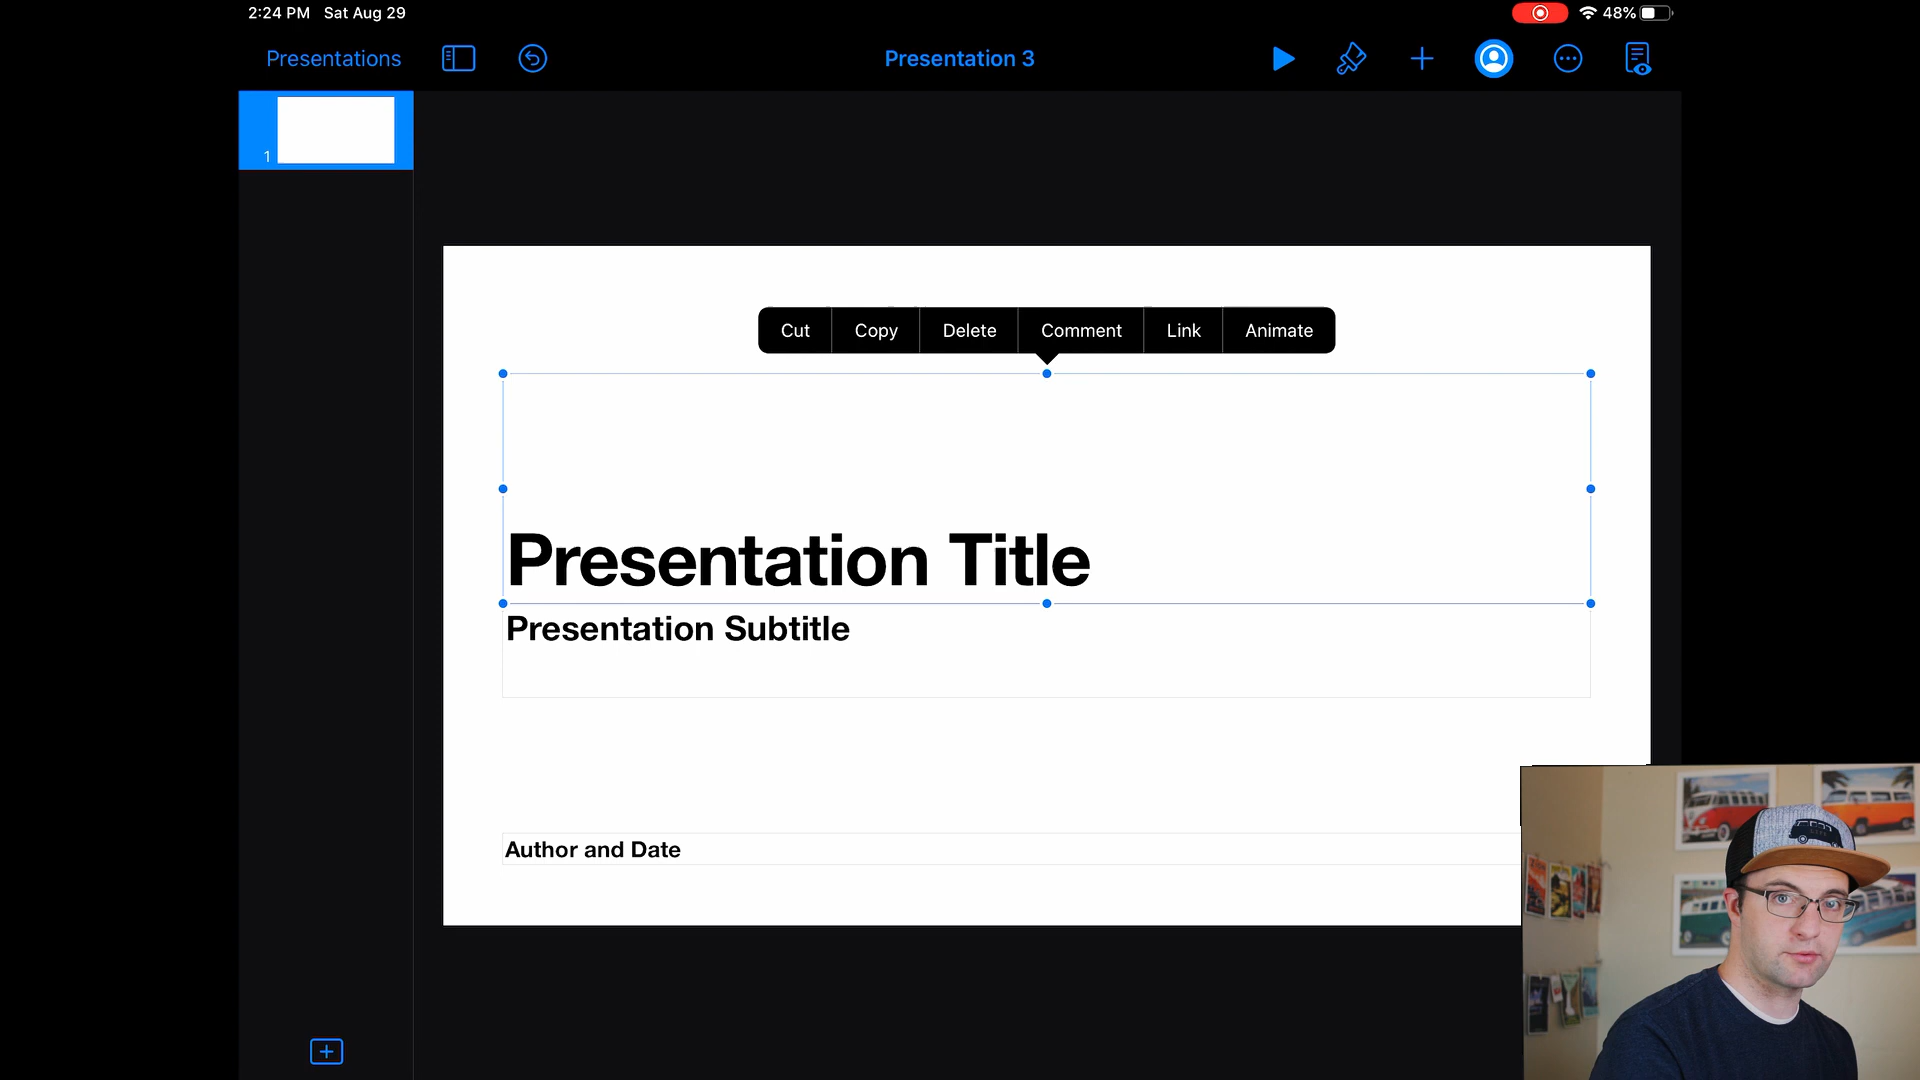 2:24 PM Sat Aug 29
48%
Presentations
Presentation 3
1
Cut Copy Delete Comment Link Animate
Presentation Title
Presentation Subtitle
Author and Date